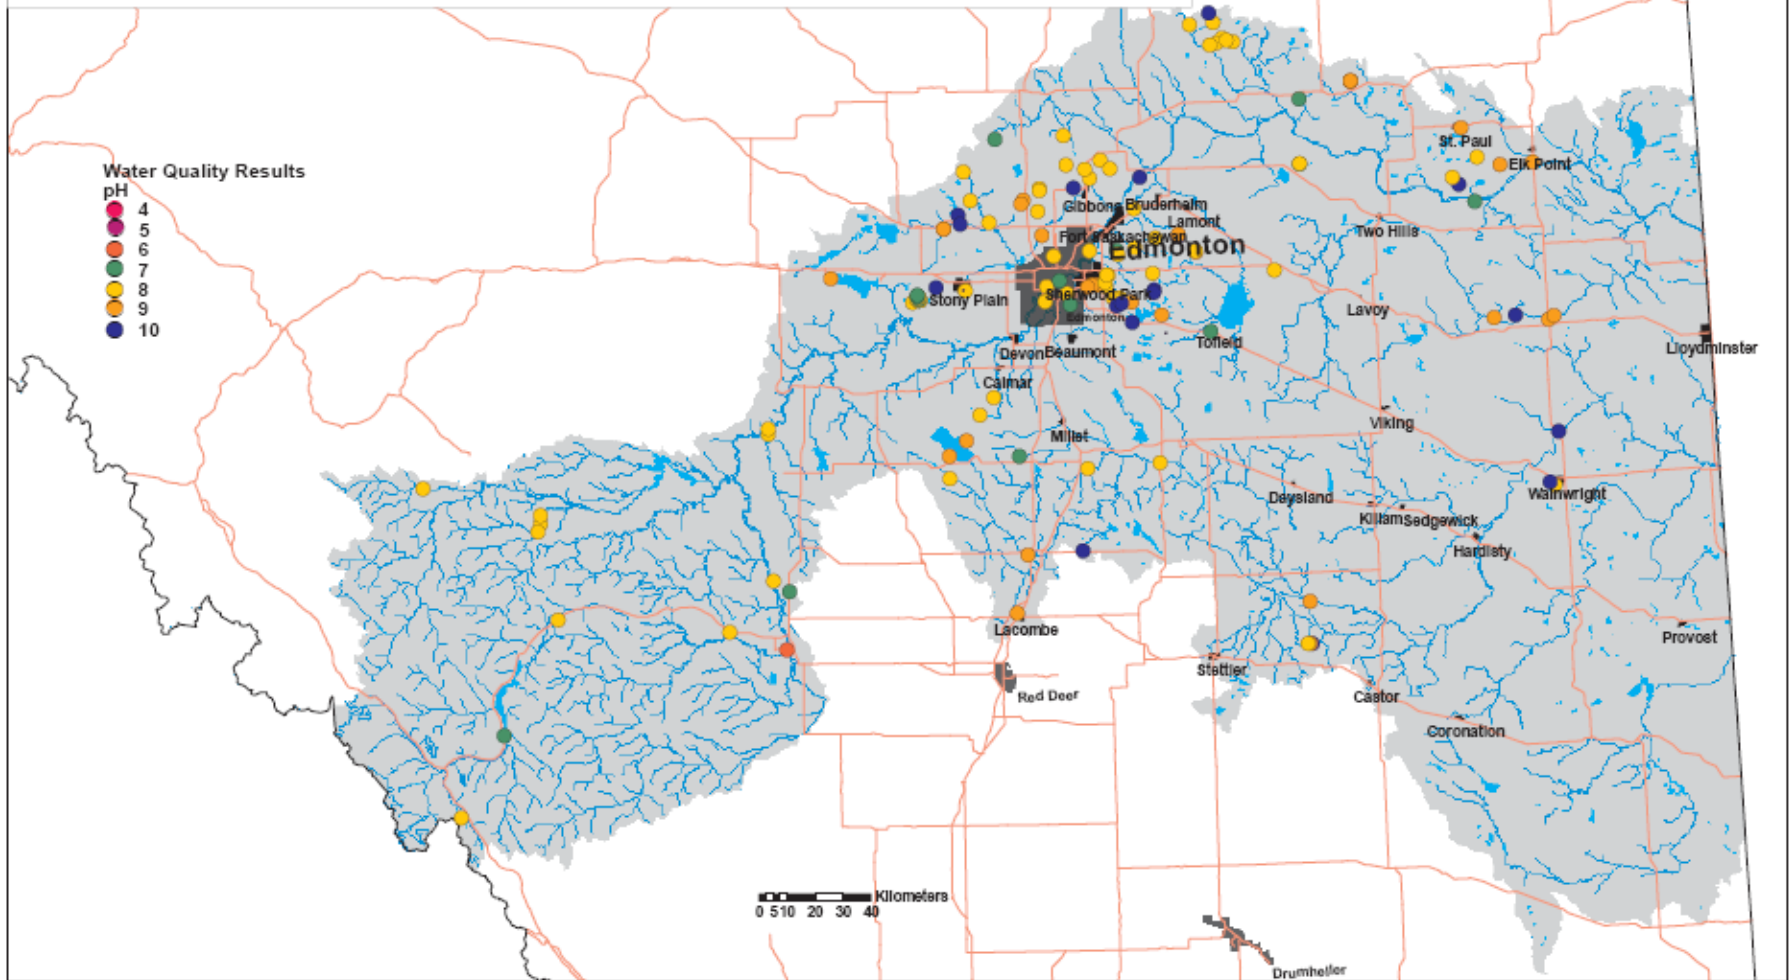 Water Quality Results
pH
4
5
6
7
8
9
10
St. Paul
Elk Point
Gibbons
Bruderheim
Lamont
Two Hills
Fort Saskachewan
Edmonton
Stony Plain
Sherwood Park
Edmonton
Lavoy
Tofield
Lloydminster
Devon
Beaumont
Calmar
Millet
Viking
Daysland
Wainwright
Killam
Sedgewick
Hardisty
Lacombe
Provost
Stettler
Red Deer
Castor
Coronation
Kilometers
0 5 10 20 30 40
Drumheller